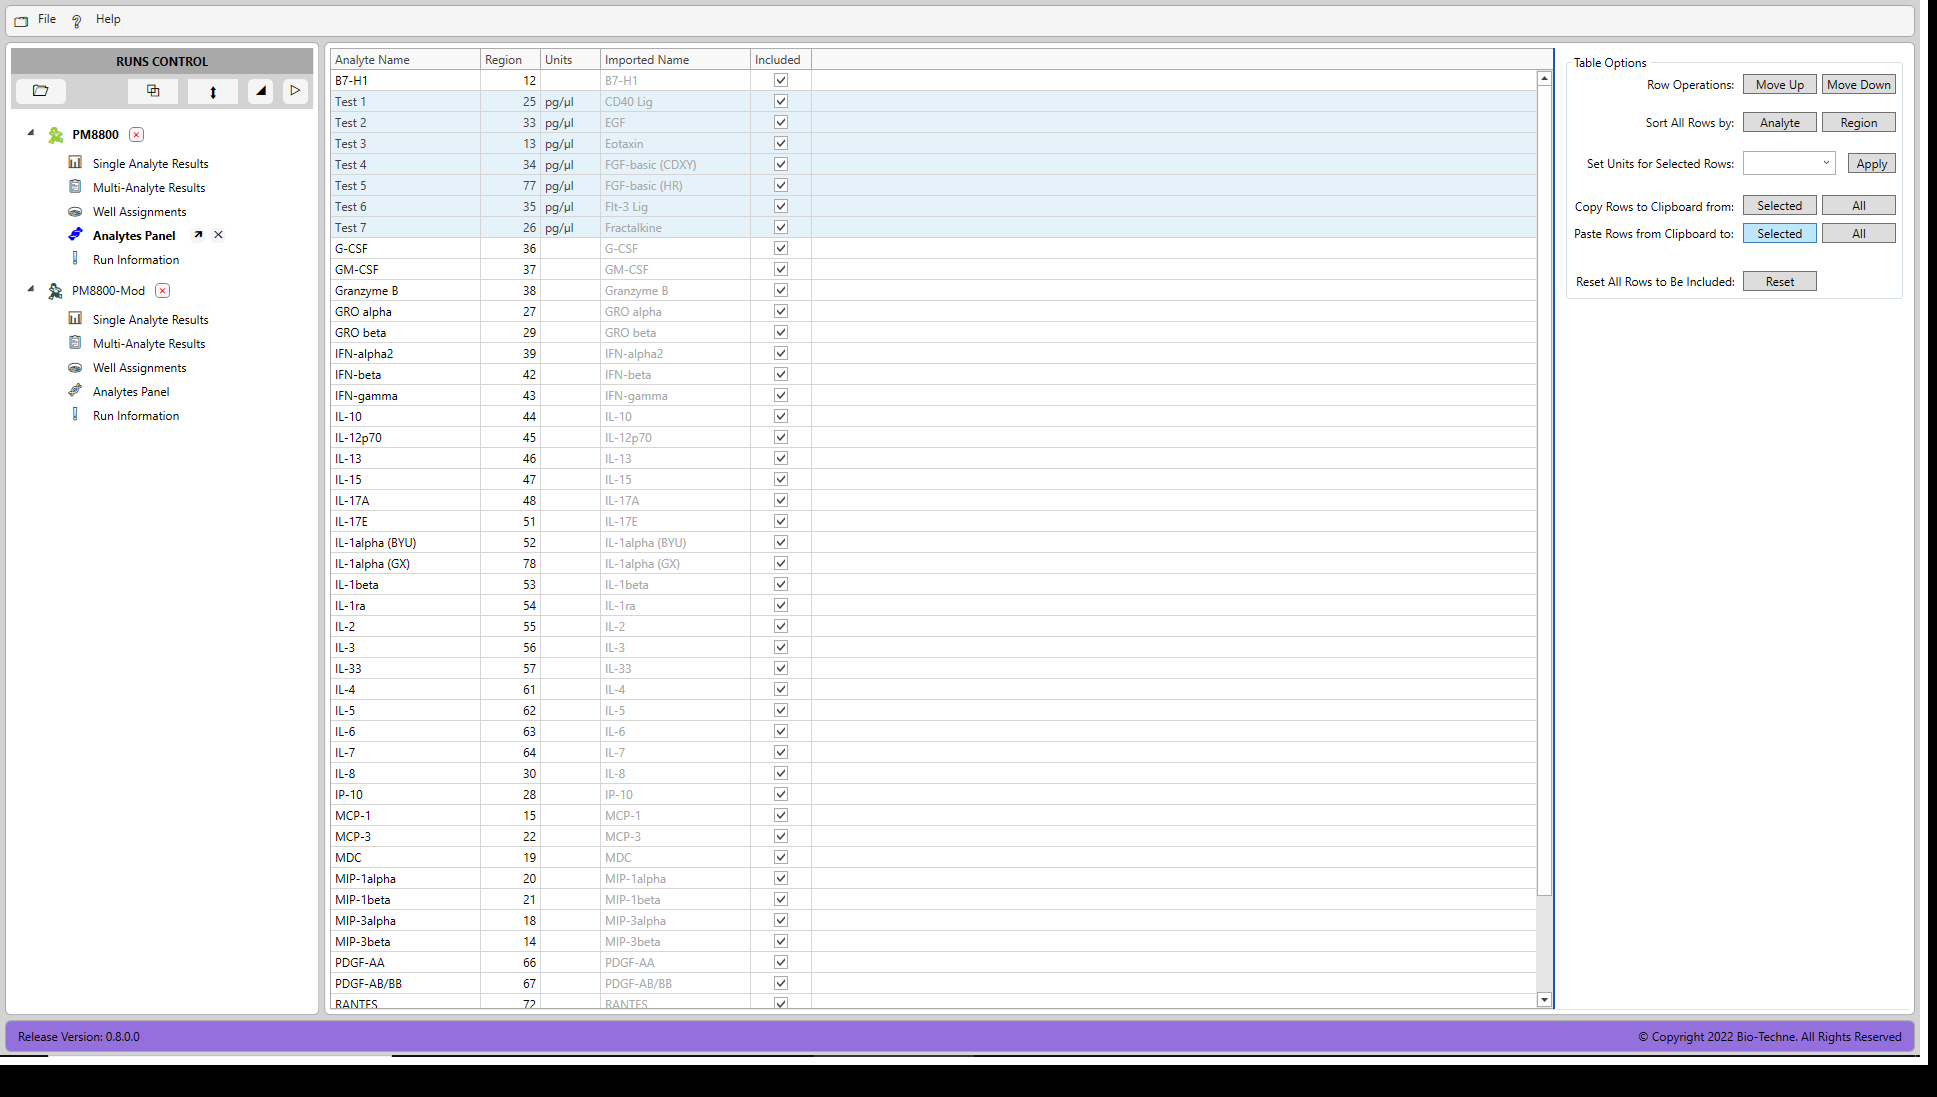 File Help
RUNS CONTROL
PM8800
Single Analyte Results
Multi-Analyte Results
Well Assignments
Analytes Panel
Run Information
PM8800-Mod
Single Analyte Results
Multi-Analyte Results
Well Assignments
Analytes Panel
Run Information
Analyte Name Region Units Imported Name Included
B7-H1 12 B7-H1
Test 1 25 pg/µl CD40 Lig
Test 2 33 pg/µl EGF
Test 3 13 pg/µl Eotaxin
Test 4 34 pg/µl FGF-basic (CDXY)
Test 5 77 pg/µl FGF-basic (HR)
Test 6 35 pg/µl Flt-3 Lig
Test 7 26 pg/µl Fractalkine
G-CSF 36 G-CSF
GM-CSF 37 GM-CSF
Granzyme B 38 Granzyme B
GRO alpha 27 GRO alpha
GRO beta 29 GRO beta
IFN-alpha2 39 IFN-alpha2
IFN-beta 42 IFN-beta
IFN-gamma 43 IFN-gamma
IL-10 44 IL-10
IL-12p70 45 IL-12p70
IL-13 46 IL-13
IL-15 47 IL-15
IL-17A 48 IL-17A
IL-17E 51 IL-17E
IL-1alpha (BYU) 52 IL-1alpha (BYU)
IL-1alpha (GX) 78 IL-1alpha (GX)
IL-1beta 53 IL-1beta
IL-1ra 54 IL-1ra
IL-2 55 IL-2
IL-3 56 IL-3
IL-33 57 IL-33
IL-4 61 IL-4
IL-5 62 IL-5
IL-6 63 IL-6
IL-7 64 IL-7
IL-8 30 IL-8
IP-10 28 IP-10
MCP-1 15 MCP-1
MCP-3 22 MCP-3
MDC 19 MDC
MIP-1alpha 20 MIP-1alpha
MIP-1beta 21 MIP-1beta
MIP-3alpha 18 MIP-3alpha
MIP-3beta 14 MIP-3beta
PDGF-AA 66 PDGF-AA
PDGF-AB/BB 67 PDGF-AB/BB
RANTES 72 RANTES
Table Options
Row Operations: Move Up Move Down
Sort All Rows by: Analyte Region
Set Units for Selected Rows: Apply
Copy Rows to Clipboard from: Selected All
Paste Rows from Clipboard to: Selected All
Reset All Rows to Be Included: Reset
Release Version: 0.8.0.0
© Copyright 2022 Bio-Techne. All Rights Reserved